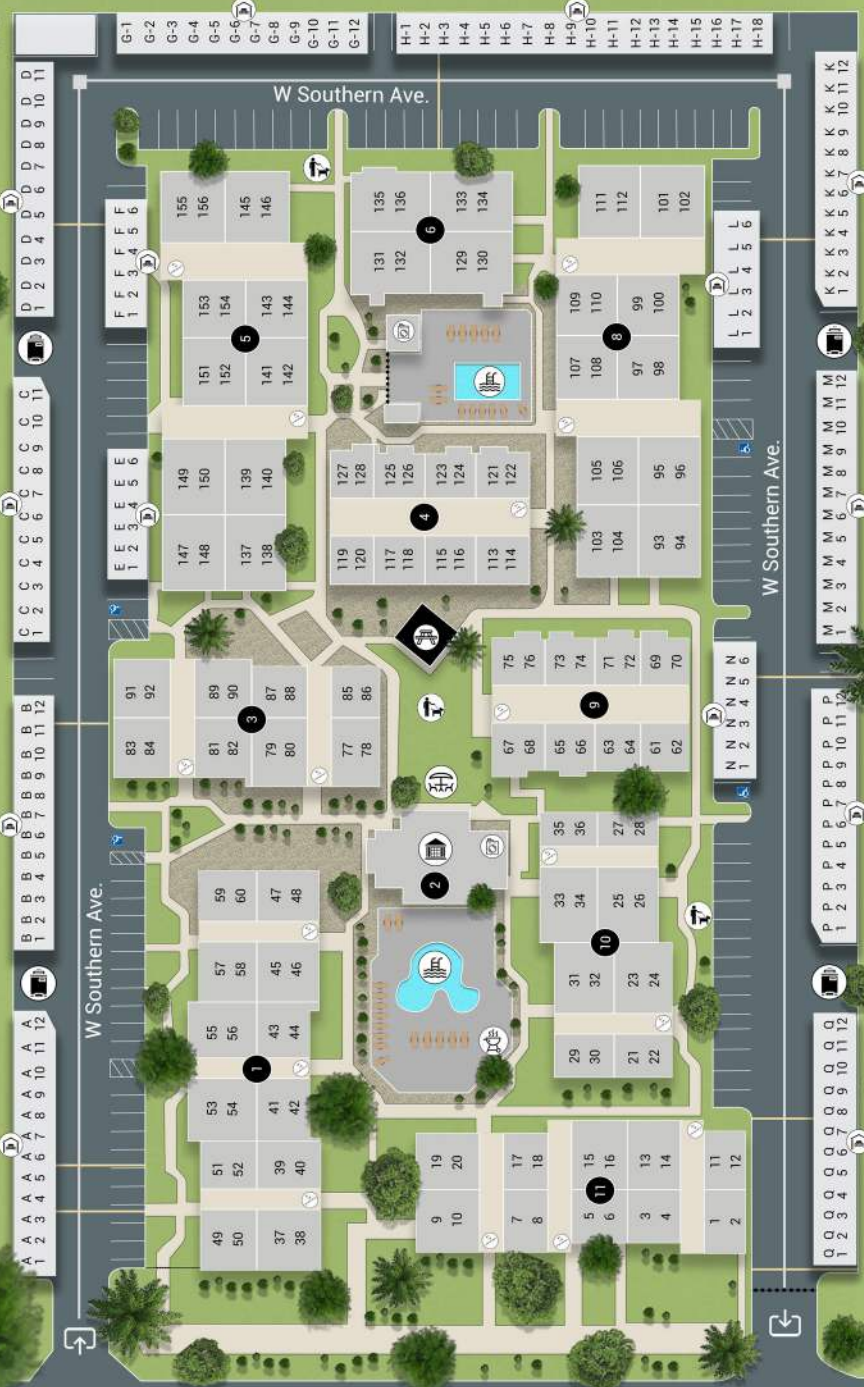 G-1
G-2
G-3
G-4
G-5
G-6
G-7
G-8
G-9
G-10
G-11
G-12
H-1
H-2
H-3
H-4
H-5
H-6
H-7
H-8
H-9
H-10
H-11
H-12
H-13
H-14
H-15
H-16
H-17
H-18
W Southern Ave.
D D D D D D D D D D D
1 2 3 4 5 6 7 8 9 10 11
F F F F F F
1 2 3 4 5 6
C C C C C C C C C C C
1 2 3 4 5 6 7 8 9 10 11
E E E E E E
1 2 3 4 5 6
B B B B B B B B B B B B
1 2 3 4 5 6 7 8 9 10 11 12
W Southern Ave.
A A A A A A A A A A A A
1 2 3 4 5 6 7 8 9 10 11 12
K K K K K K K K K K K K
1 2 3 4 5 6 7 8 9 10 11 12
L L L L L L
1 2 3 4 5 6
M M M M M M M M M M M M
1 2 3 4 5 6 7 8 9 10 11 12
W Southern Ave.
N N N N N N
1 2 3 4 5 6
P P P P P P P P P P P P
1 2 3 4 5 6 7 8 9 10 11 12
Q Q Q Q Q Q Q Q Q Q Q Q
1 2 3 4 5 6 7 8 9 10 11 12
155
156
145
146
153
154
143
144
5
151
152
141
142
149
150
139
140
147
148
137
138
135
136
133
134
6
131
132
129
130
111
112
101
102
109
110
99
100
8
107
108
97
98
105
106
95
96
103
104
93
94
127
128
125
126
123
124
121
122
4
119
120
117
118
115
116
113
114
91
92
89
90
87
88
85
86
3
83
84
81
82
79
80
77
78
75
76
73
74
71
72
69
70
9
67
68
65
66
63
64
61
62
2
59
60
47
48
57
58
45
46
55
56
43
44
1
53
54
41
42
51
52
39
40
49
50
37
38
35
36
27
28
33
34
25
26
10
31
32
23
24
29
30
21
22
19
20
17
18
15
16
13
14
11
12
11
9
10
7
8
5
6
3
4
1
2